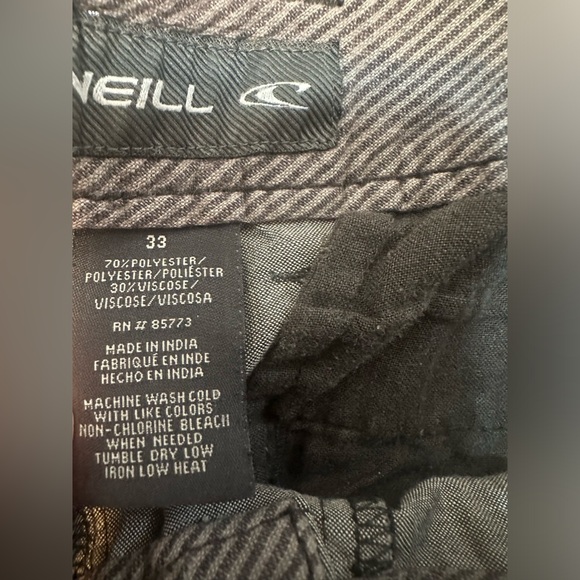 NEILL
33
70% POLYESTER/
POLYESTER/POLIÉSTER
30% VISCOSE/
VISCOSE/VISCOSA
RN # 85773
MADE IN INDIA
FABRIQUÉ EN INDE
HECHO EN INDIA
MACHINE WASH COLD
WITH LIKE COLORS
NON-CHLORINE BLEACH
WHEN NEEDED
TUMBLE DRY LOW
IRON LOW HEAT